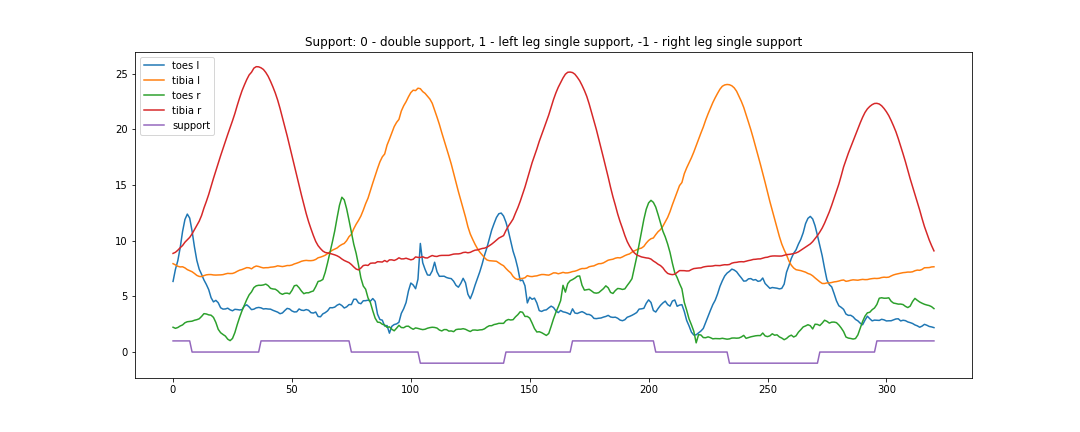 Support: 0 - double support, 1 - left leg single support, -1 - right leg single support
25
20
15
10
5
0
toes l
tibia l
toes r
tibia r
support
0 50 100 150 200 250 300